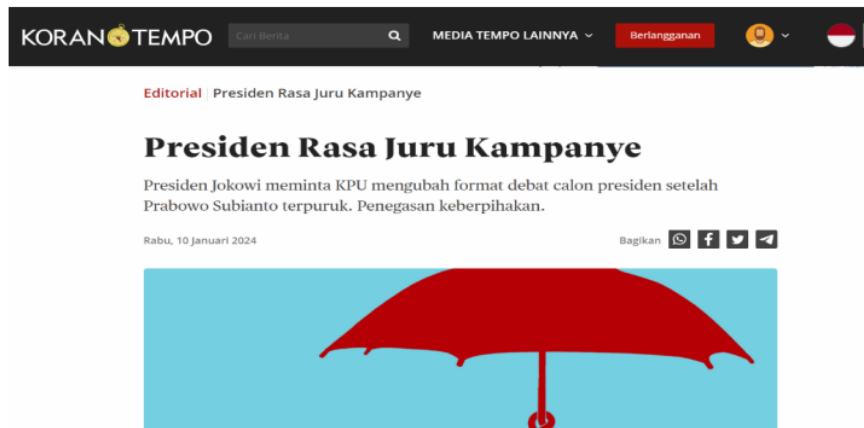 KORAN TEMPO
Cari Berita
MEDIA TEMPO LAINNYA
Berlangganan
Editorial Presiden Rasa Juru Kampanye
Presiden Rasa Juru Kampanye
Presiden Jokowi meminta KPU mengubah format debat calon presiden setelah
Prabowo Subianto terpuruk. Penegasan keberpihakan.
Rabu, 10 Januari 2024
Bagikan